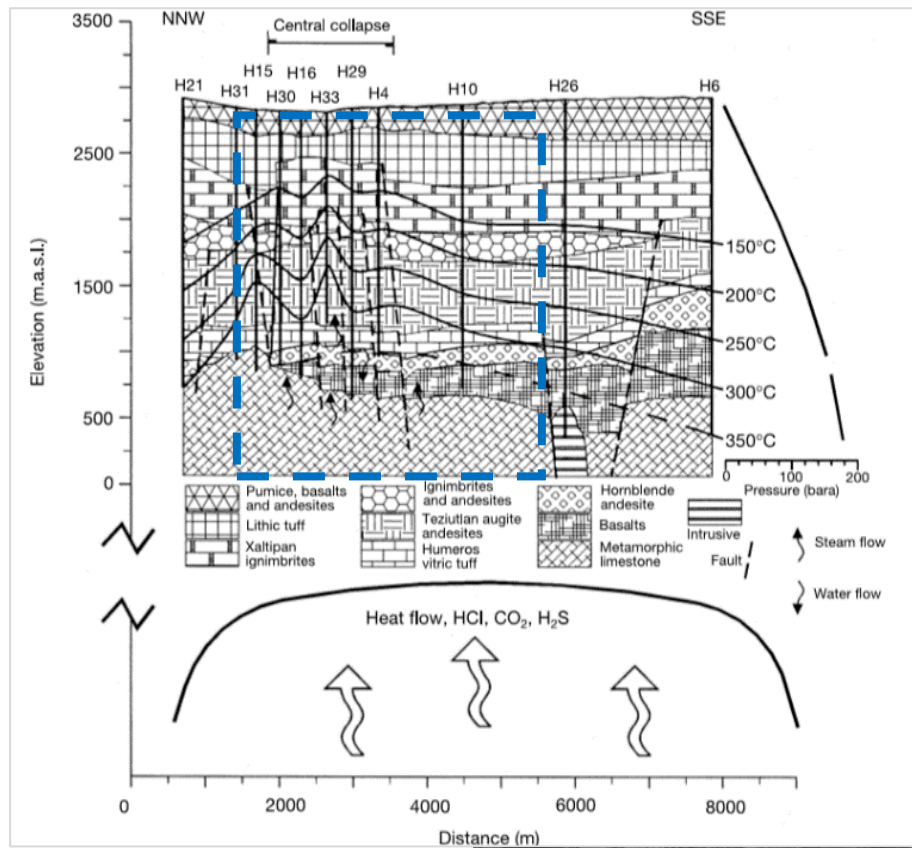 3500
NNW
SSE
Central collapse
H21
H31
H15
H30
H16
H33
H29
H4
H10
H26
H6
2500
1500
500
0
Elevation (m.a.s.l.)
150°C
200°C
250°C
300°C
350°C
0
100
200
Pressure (bara)
Pumice, basalts
and andesites
Lithic tuff
Xaltipan
ignimbrites
Ignimbrites
and andesites
Teziutlan augite
andesites
Humeros
vitric tuff
Hornblende
andesite
Basalts
Metamorphic
limestone
Intrusive
Fault
Steam flow
Water flow
Heat flow, HCl, CO₂, H₂S
0
2000
4000
6000
8000
Distance (m)